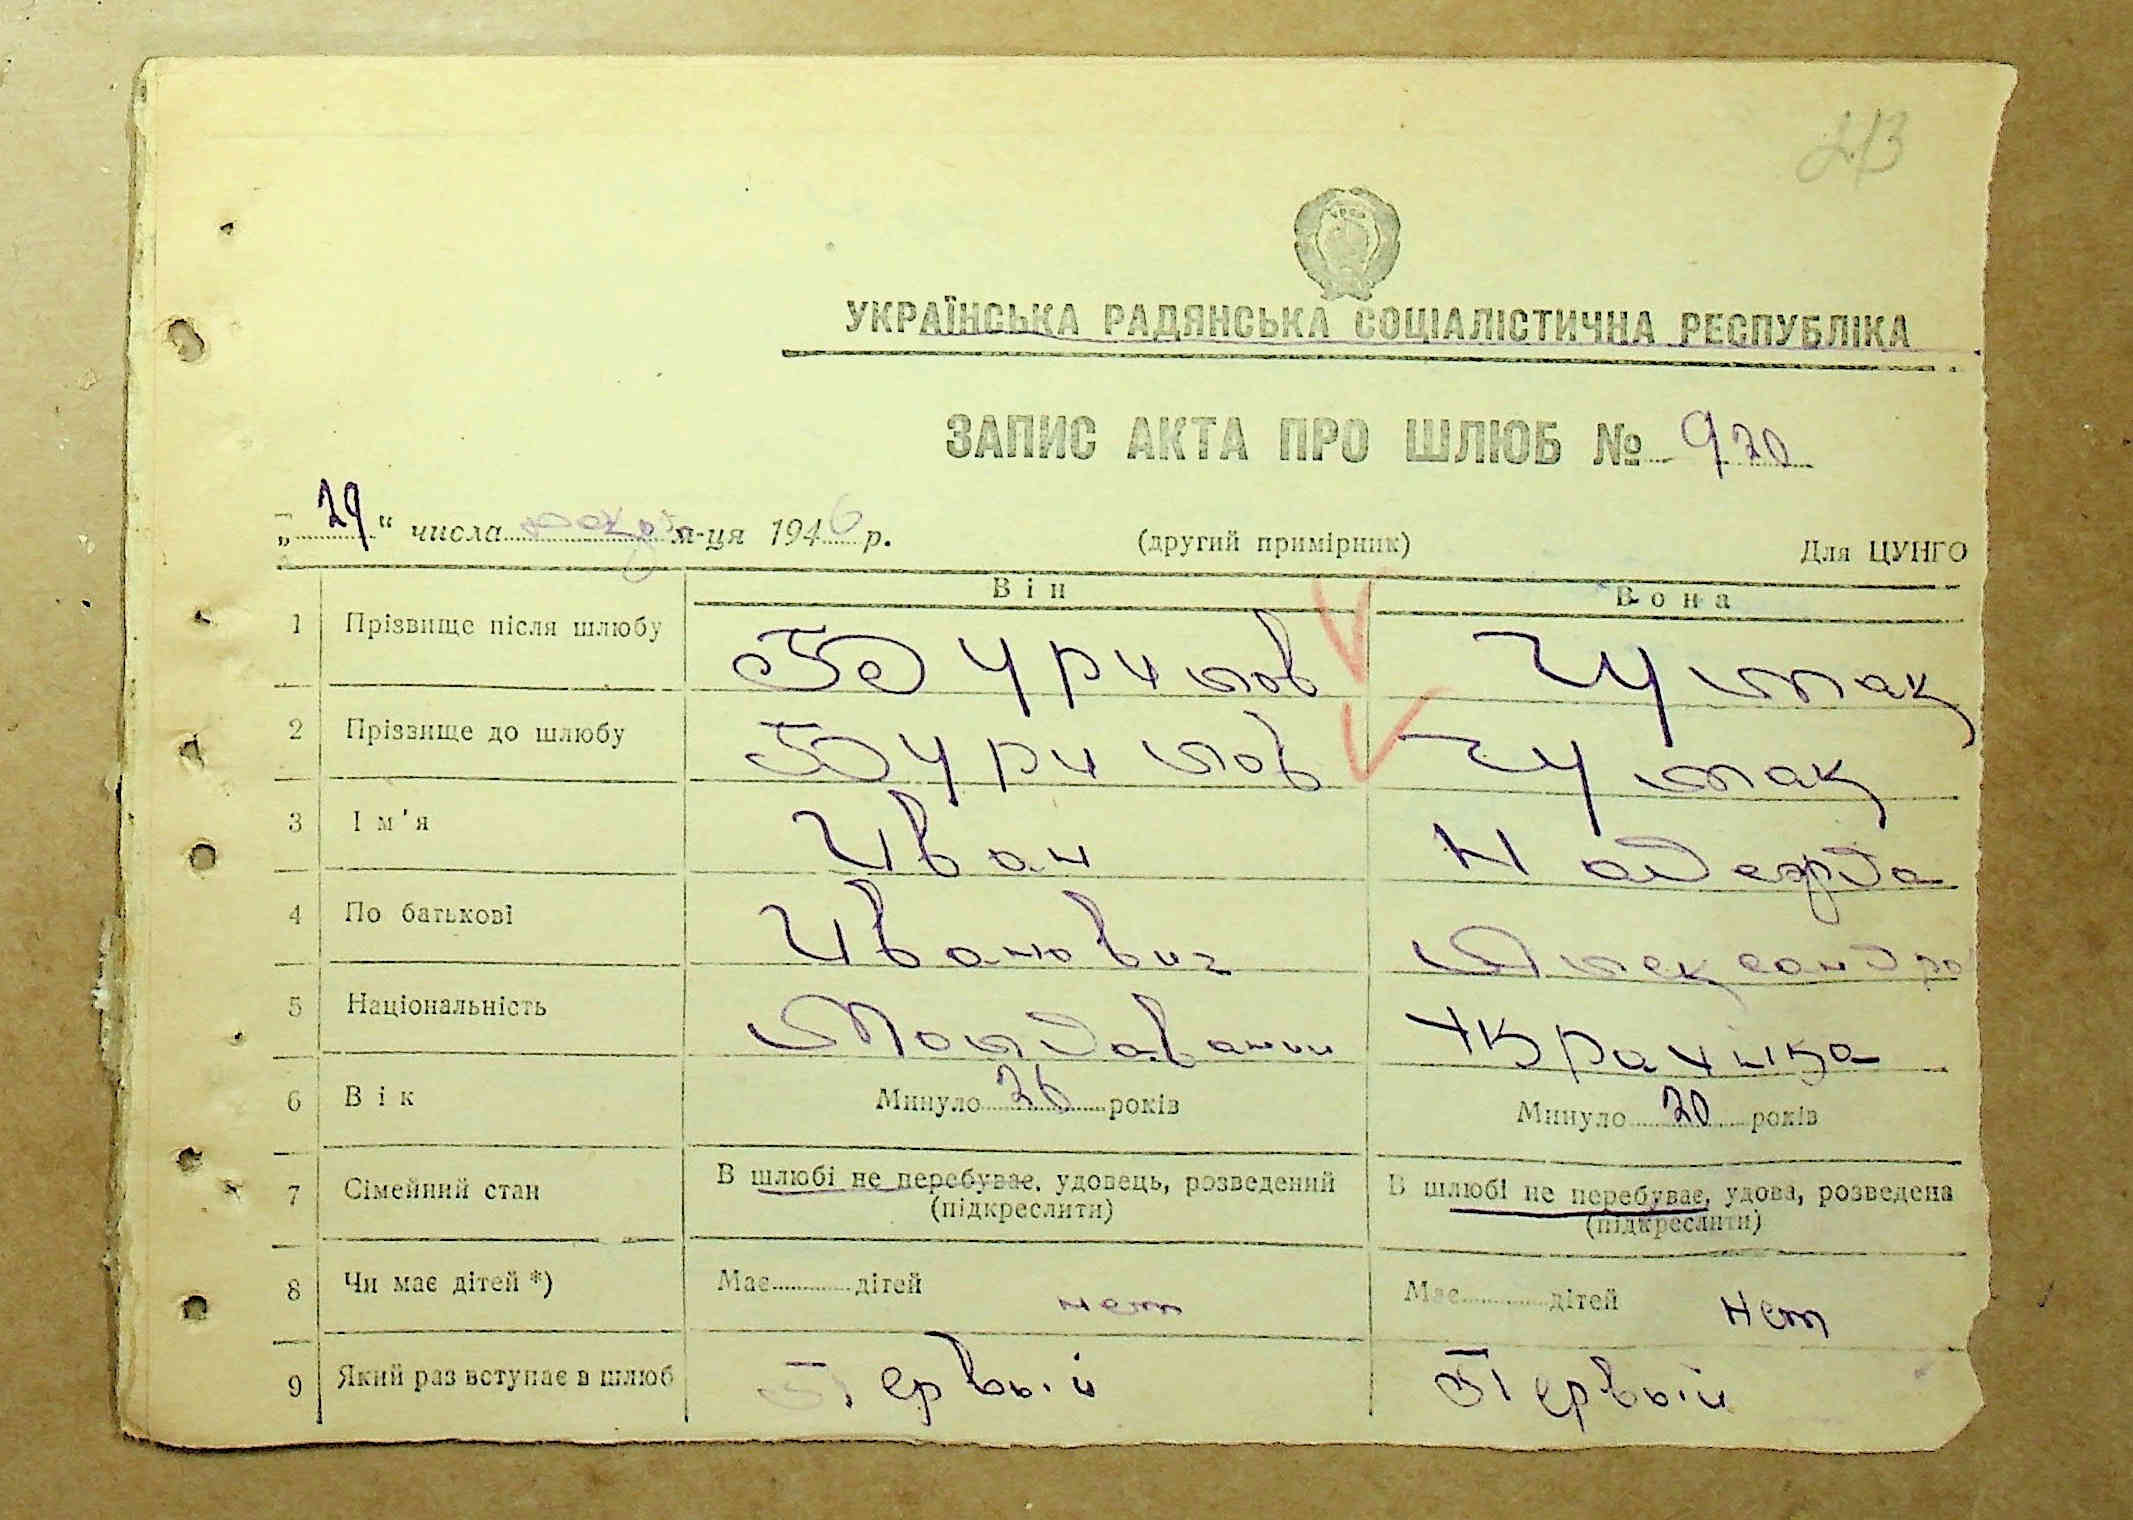 213
УКРАЇНСЬКА РАДЯНСЬКА СОЦІАЛІСТИЧНА РЕСПУБЛІКА
ЗАПИС АКТА ПРО ШЛЮБ № 920
„29“ числа м-ця 1946 р. (другий примірник) Для ЦУНГО
Він Вона
1 Прізвище після шлюбу Бурилов Чумак
2 Прізвище до шлюбу Бурилов Чумак
3 Ім'я Иван Надежда
4 По батькові Иванович Александро
5 Національність Молдаванин Украинка
6 Вік Минуло 26 років Минуло 20 років
7 Сімейний стан В шлюбі не перебуває, удовець, розведений В шлюбі не перебуває, удова, розведена
(підкреслити) (підкреслити)
8 Чи має дітей *) Має дітей нет Має дітей нет
9 Який раз вступає в шлюб Первый Первый